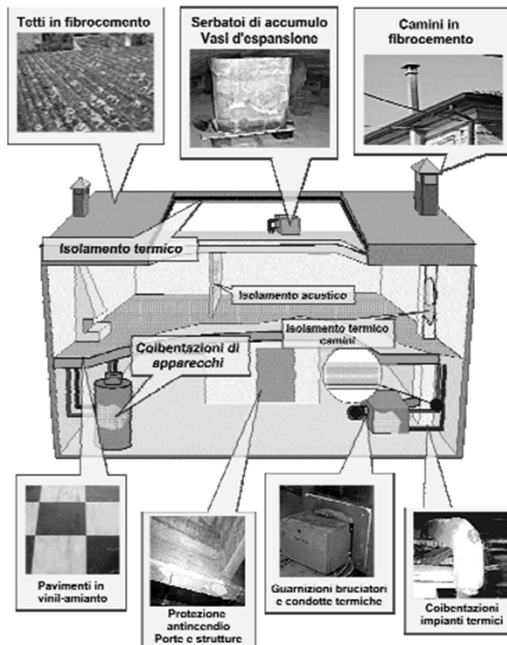 Tetti in fibrocemento
Serbatoi di accumulo
Vasi d'espansione
Camini in
fibrocemento
Isolamento termico
Isolamento acustico
Isolamento termico
camini
Coibentazioni di
apparecchi
Pavimenti in
vinil-amianto
Protezione
antincendio
Porte e strutture
Guarnizioni bruciatori
e condotte termiche
Coibentazioni
impianti termici